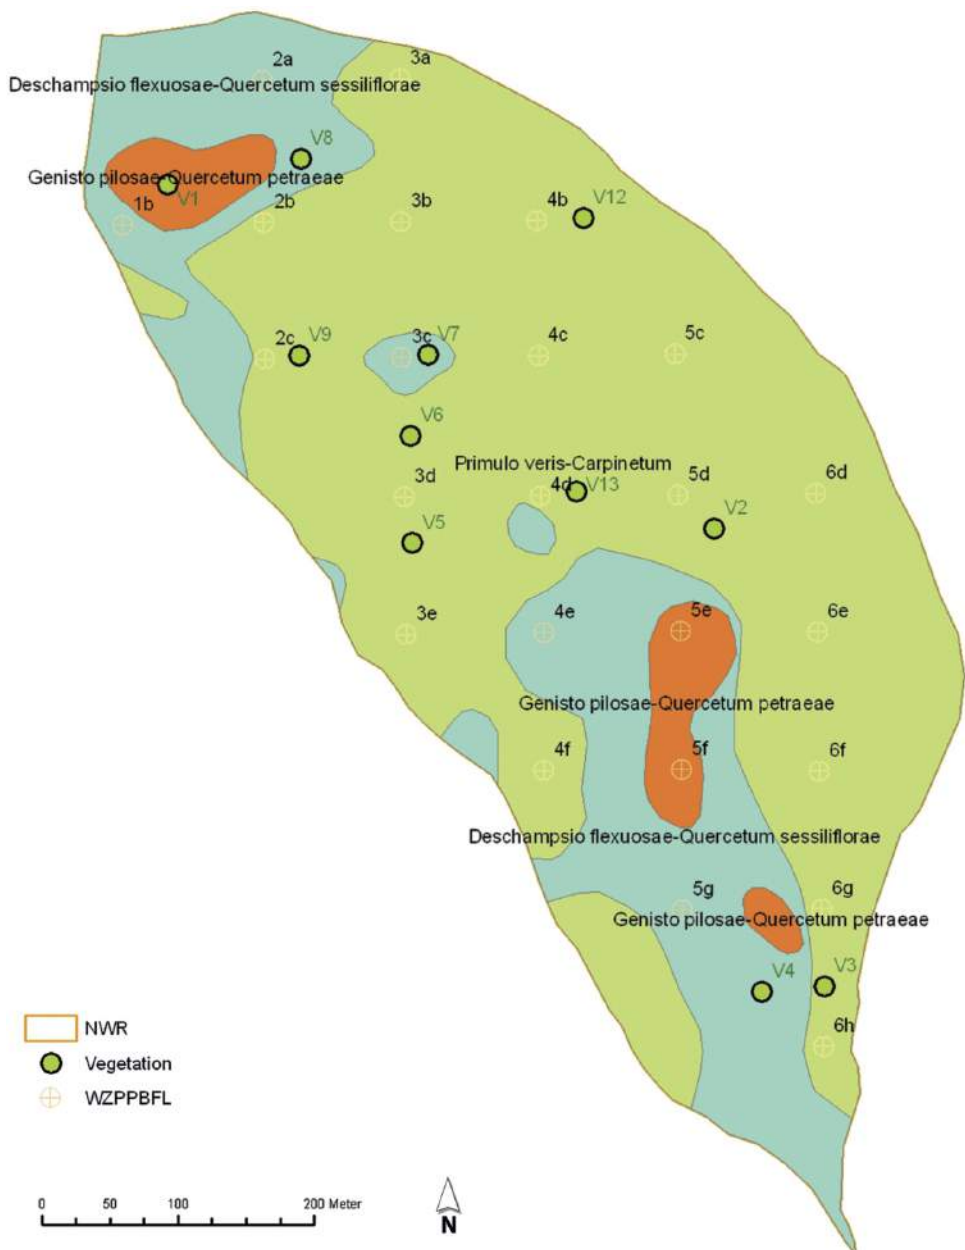 2a
3a
Deschampsio flexuosae-Quercetum sessiliflorae
V8
Genisto pilosae-Quercetum petraeae
1b
V1
2b
3b
4b
V12
2c
V9
3c
V7
4c
5c
V6
Primulo veris-Carpinetum
3d
4d
V13
5d
6d
V5
V2
3e
4e
5e
6e
Genisto pilosae-Quercetum petraeae
4f
5f
6f
Deschampsio flexuosae-Quercetum sessiliflorae
5g
6g
Genisto pilosae-Quercetum petraeae
V4
V3
6h
NWR
Vegetation
WZPPBFL
0 50 100 200 Meter
N